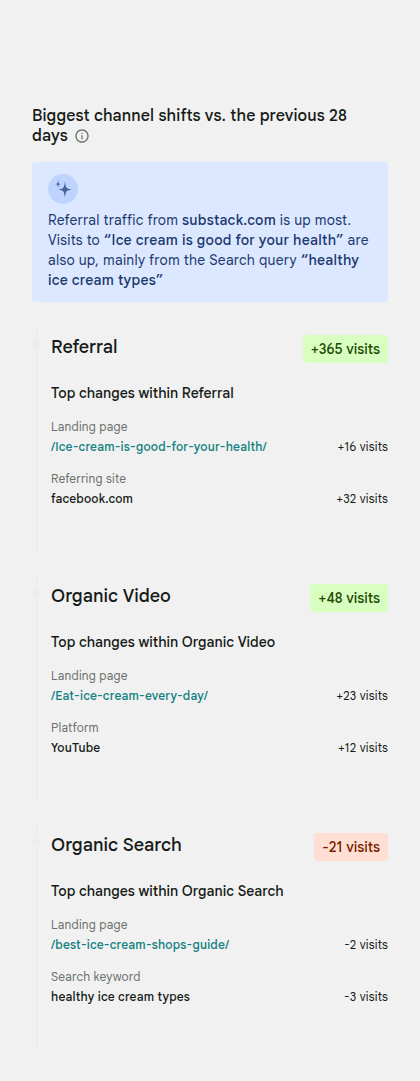 Biggest channel shifts vs. the previous 28
days
Referral traffic from substack.com is up most.
Visits to “Ice cream is good for your health” are
also up, mainly from the Search query “healthy
ice cream types”
Referral
+365 visits
Top changes within Referral
Landing page
/Ice-cream-is-good-for-your-health/
+16 visits
Referring site
facebook.com
+32 visits
Organic Video
+48 visits
Top changes within Organic Video
Landing page
/Eat-ice-cream-every-day/
+23 visits
Platform
YouTube
+12 visits
Organic Search
-21 visits
Top changes within Organic Search
Landing page
/best-ice-cream-shops-guide/
-2 visits
Search keyword
healthy ice cream types
-3 visits